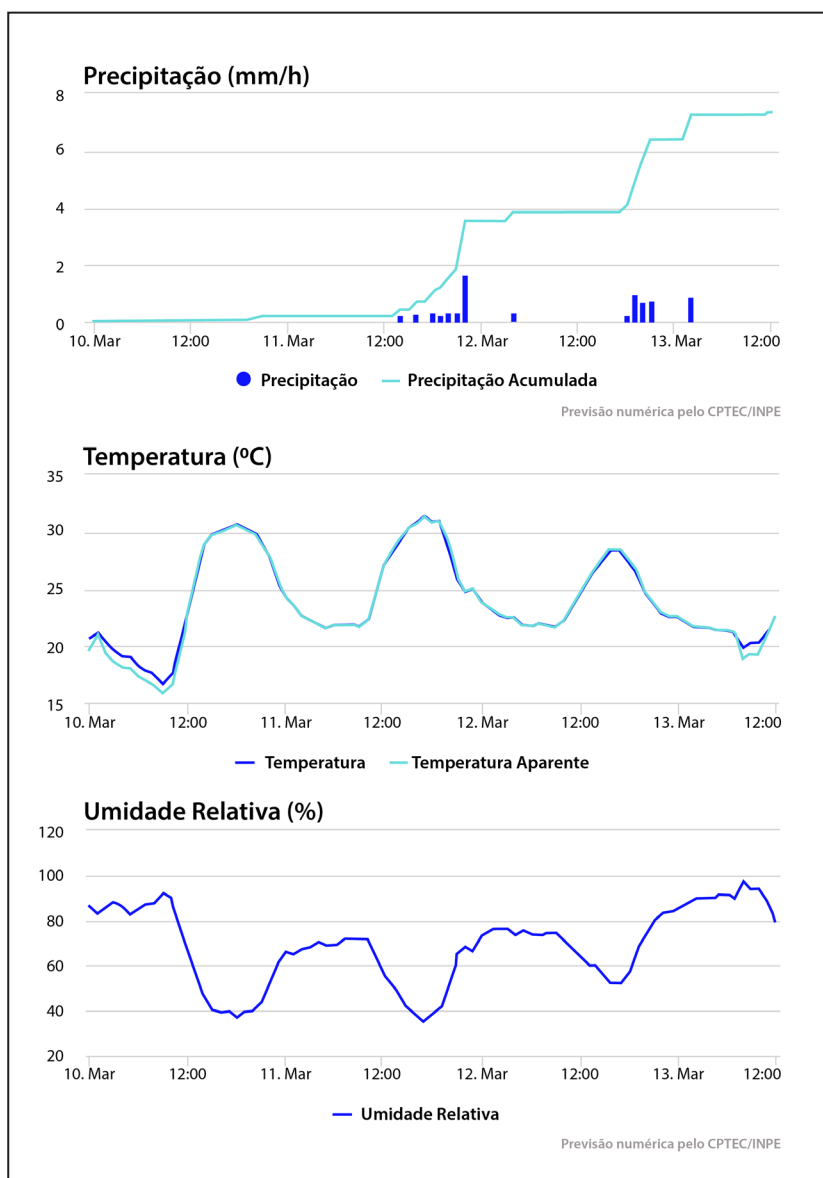 Precipitação (mm/h)
8
6
4
2
0
10. Mar 12:00 11. Mar 12:00 12. Mar 12:00 13. Mar 12:00
Precipitação Precipitação Acumulada
Previsão numérica pelo CPTEC/INPE
Temperatura (ºC)
35
30
25
20
15
10. Mar 12:00 11. Mar 12:00 12. Mar 12:00 13. Mar 12:00
Temperatura Temperatura Aparente
Umidade Relativa (%)
120
100
80
60
40
20
10. Mar 12:00 11. Mar 12:00 12. Mar 12:00 13. Mar 12:00
Umidade Relativa
Previsão numérica pelo CPTEC/INPE